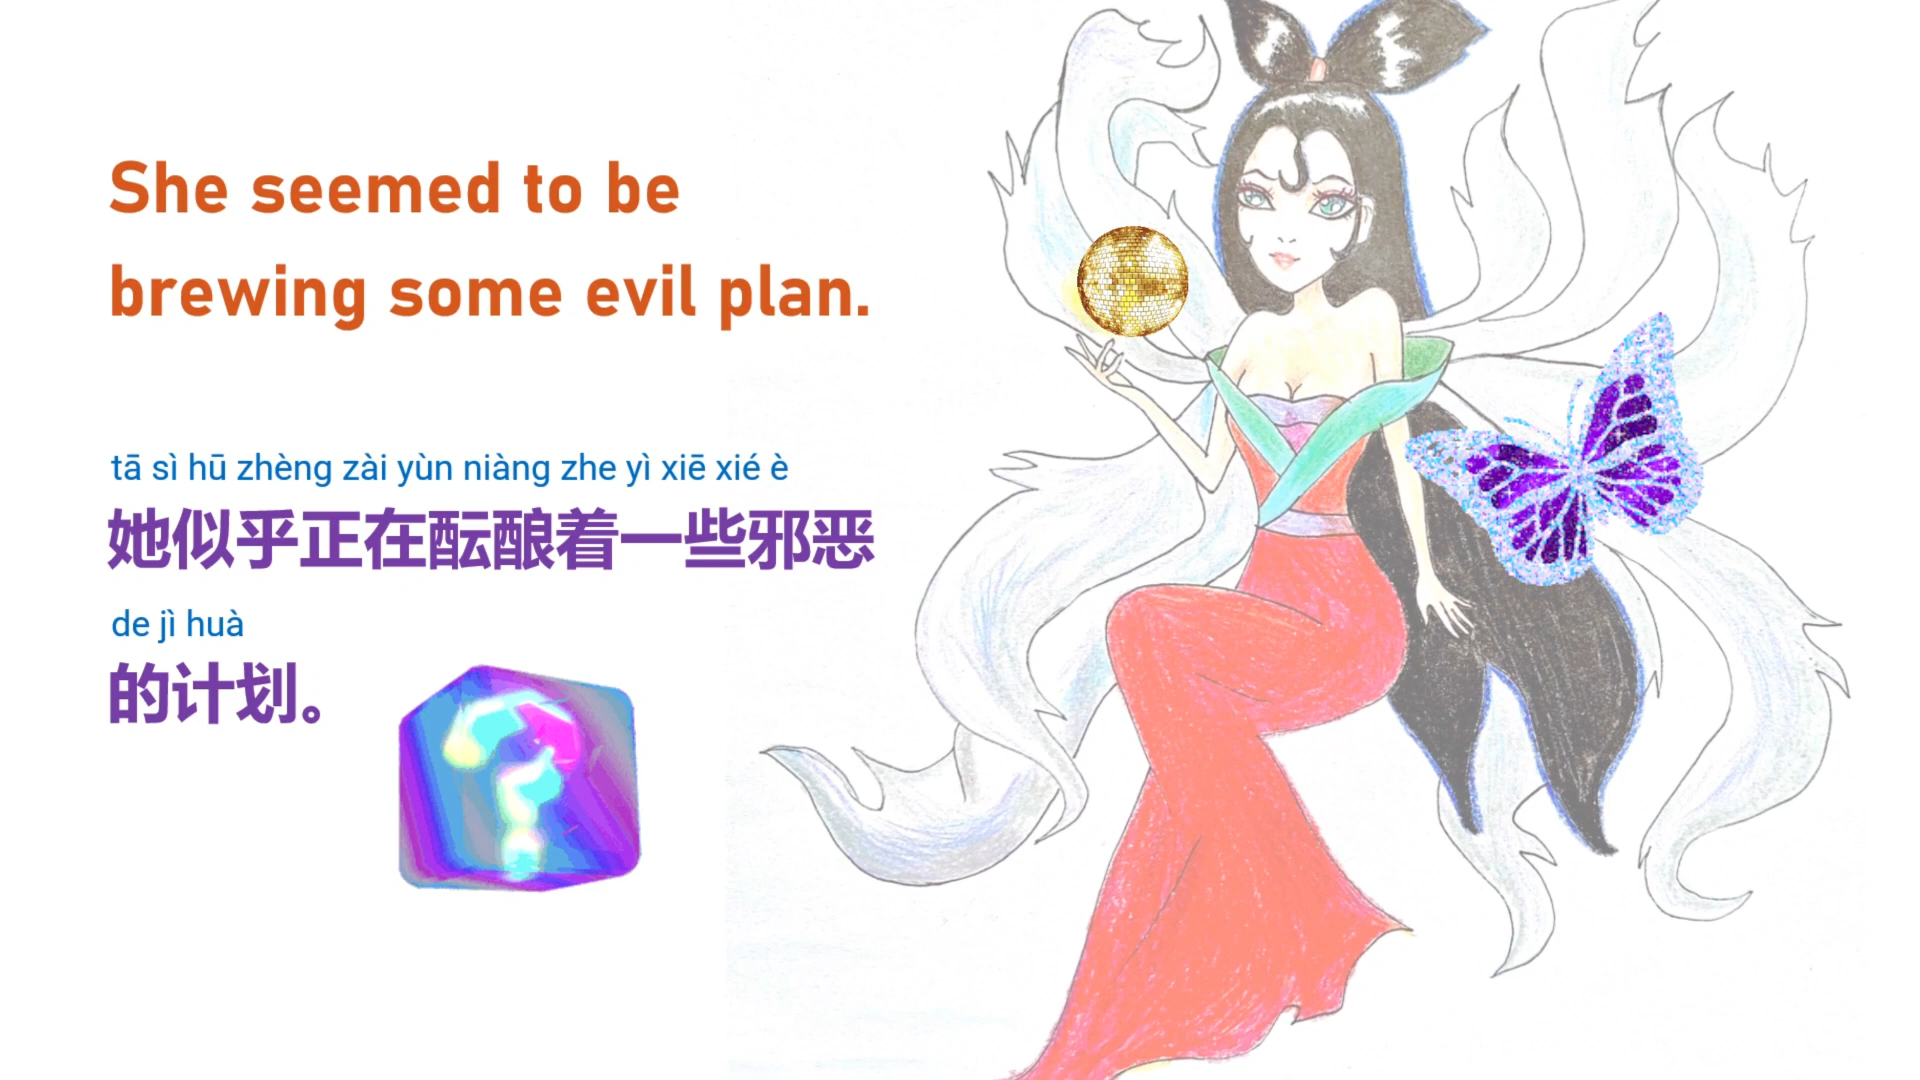 She seemed to be
brewing some evil plan.
tā sì hū zhèng zài yùn niàng zhe yì xiē xié è
她似乎正在酝酿着一些邪恶
de jì huà
的计划。
?